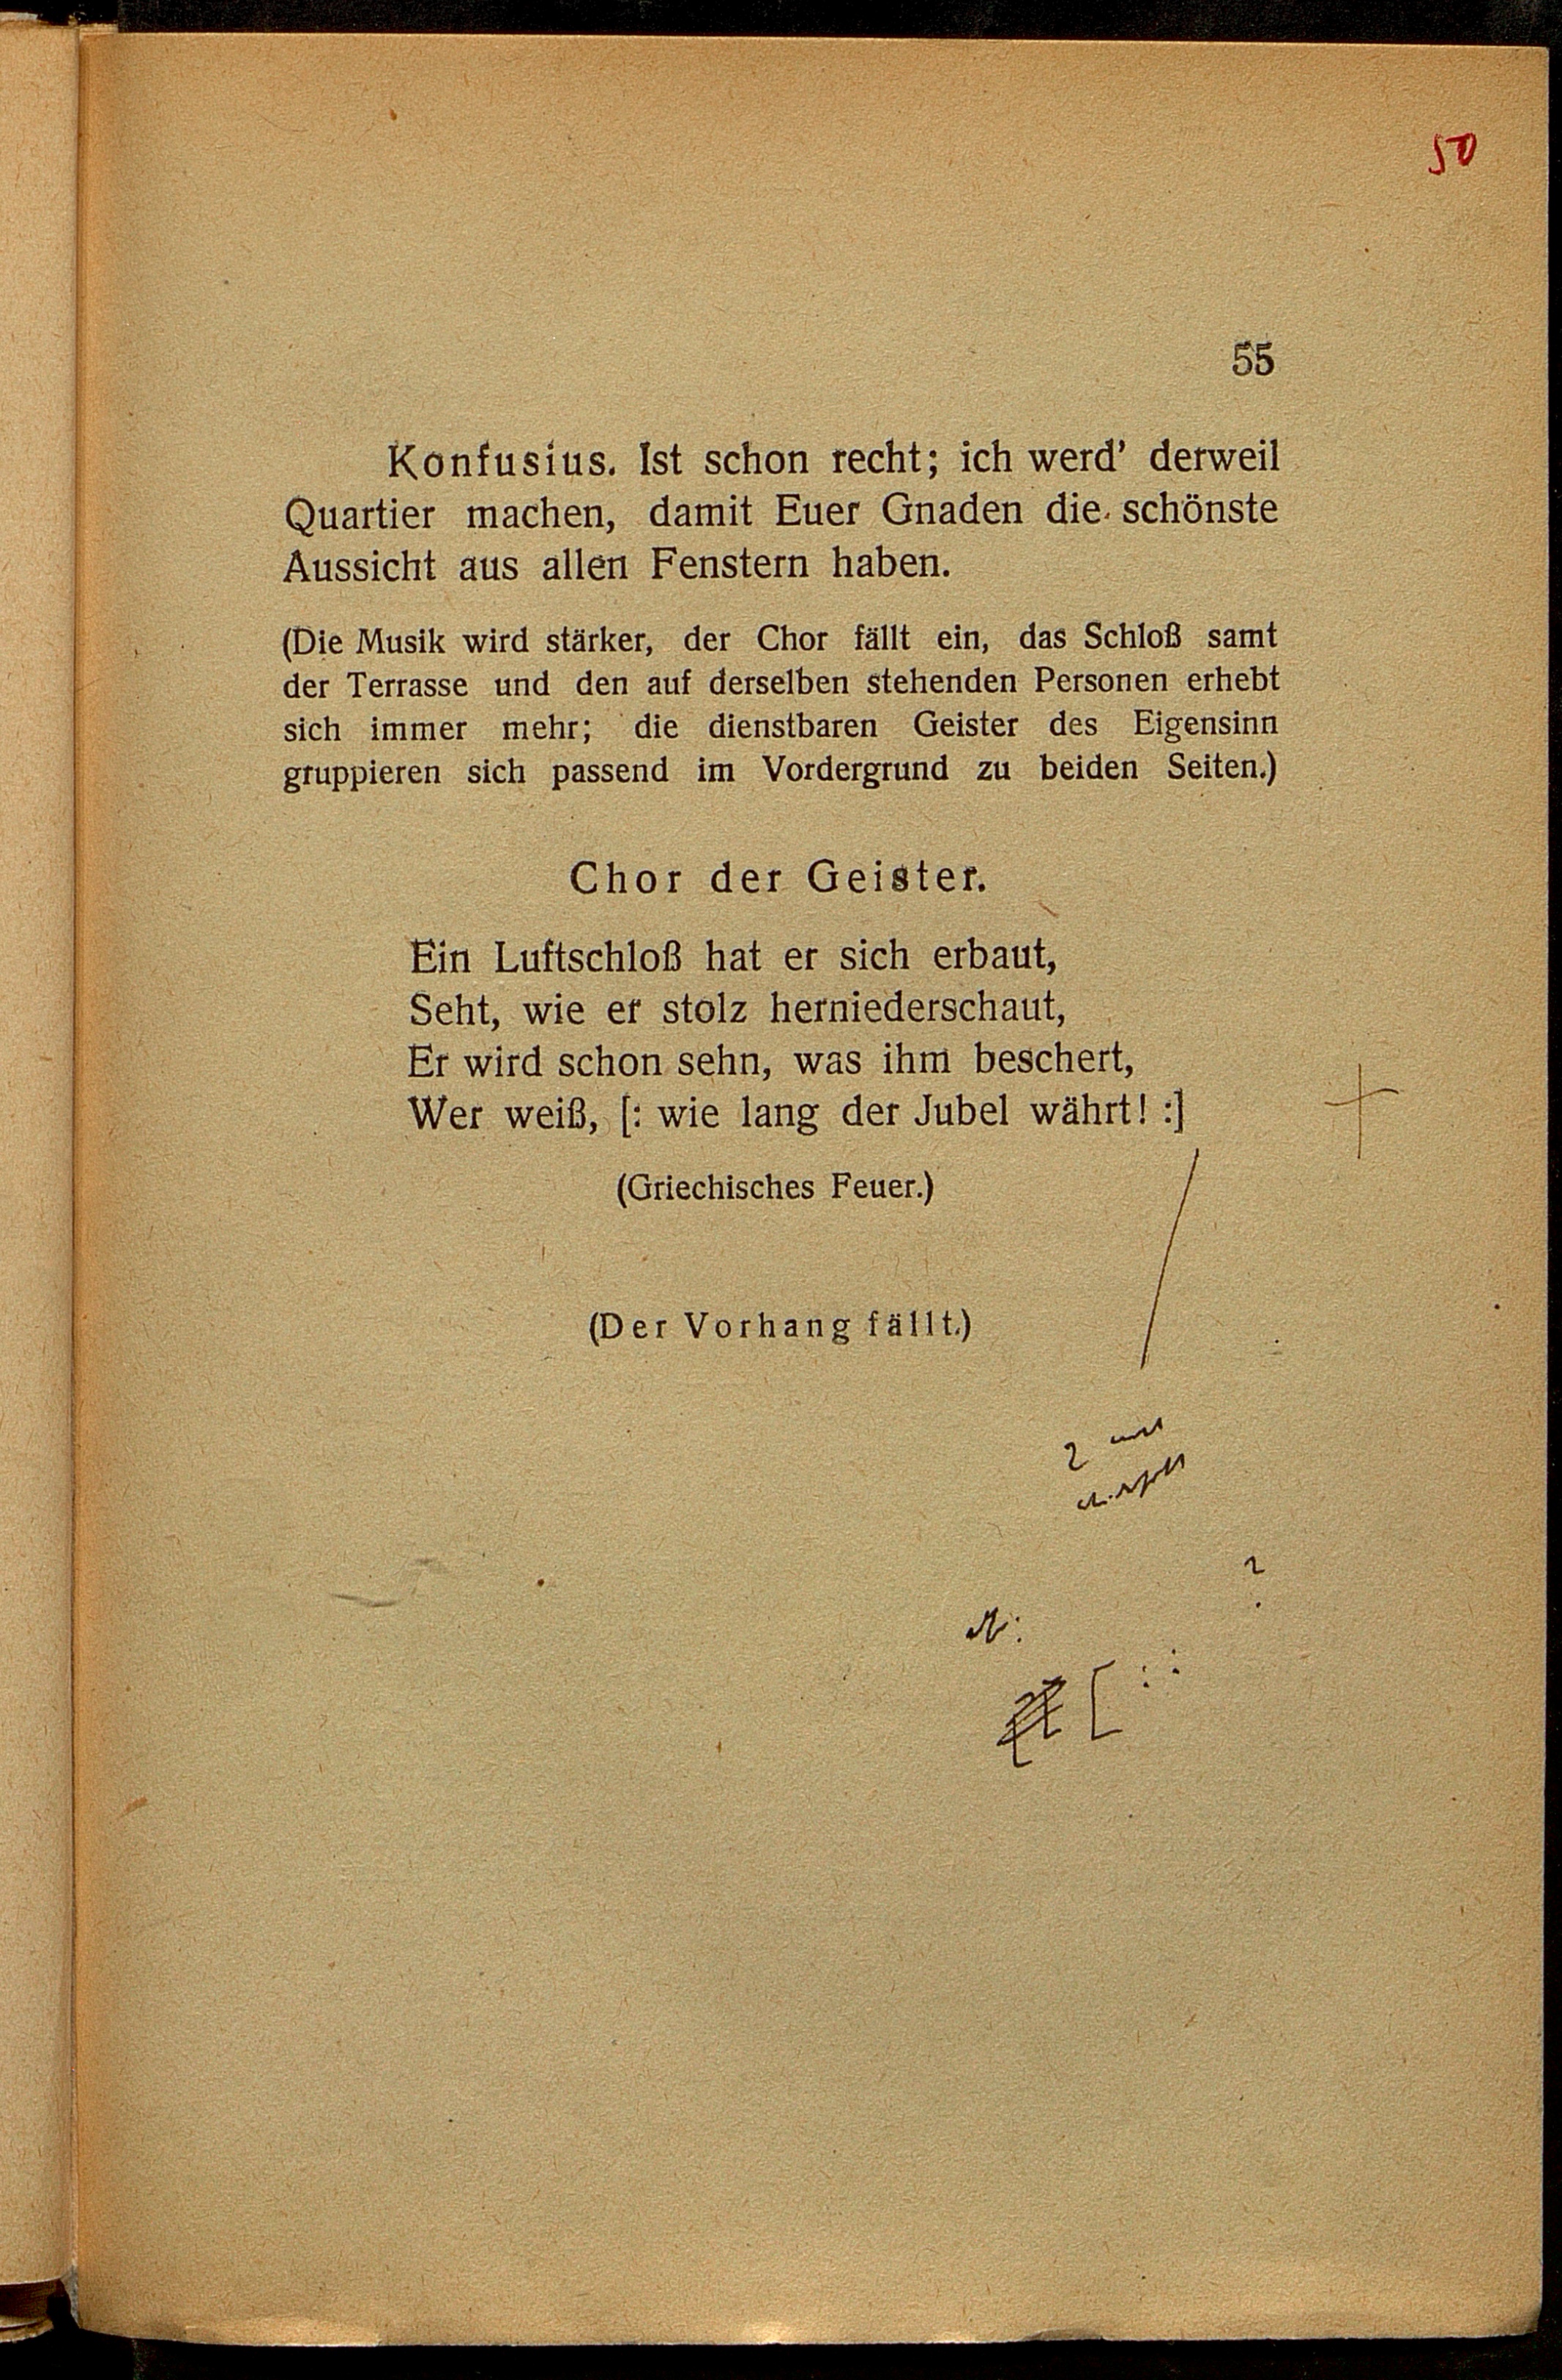 50
55
Konfusius. Ist schon recht; ich werd' derweil
Quartier machen, damit Euer Gnaden die schönste
Aussicht aus allen Fenstern haben.
(Die Musik wird stärker, der Chor fällt ein, das Schloß samt
der Terrasse und den auf derselben stehenden Personen erhebt
sich immer mehr; die dienstbaren Geister des Eigensinn
gruppieren sich passend im Vordergrund zu beiden Seiten.)
Chor der Geister.
Ein Luftschloß hat er sich erbaut,
Seht, wie er stolz herniederschaut,
Er wird schon sehn, was ihm beschert,
Wer weiß, [: wie lang der Jubel währt! :]
(Griechisches Feuer.)
(Der Vorhang fällt.)
2
?
[ : :